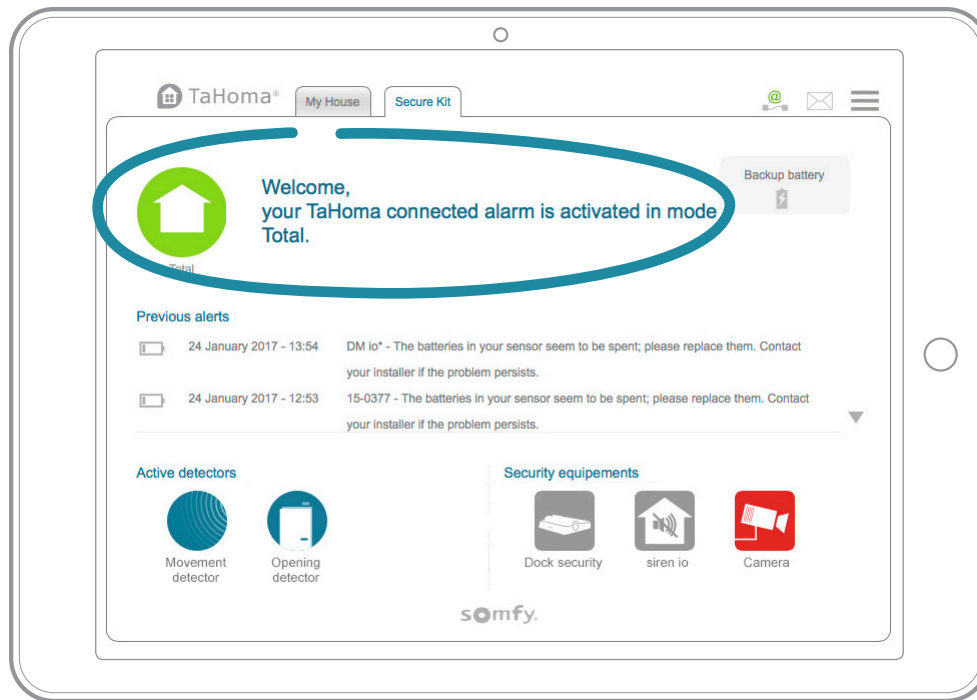 TaHoma®
My House
Secure Kit
@
Backup battery
Welcome,
your TaHoma connected alarm is activated in mode
Total.
Total
Previous alerts
24 January 2017 - 13:54
DM io* - The batteries in your sensor seem to be spent; please replace them. Contact
your installer if the problem persists.
24 January 2017 - 12:53
15-0377 - The batteries in your sensor seem to be spent; please replace them. Contact
your installer if the problem persists.
Active detectors
Movement
detector
Opening
detector
Security equipements
Dock security
siren io
Camera
somfy.